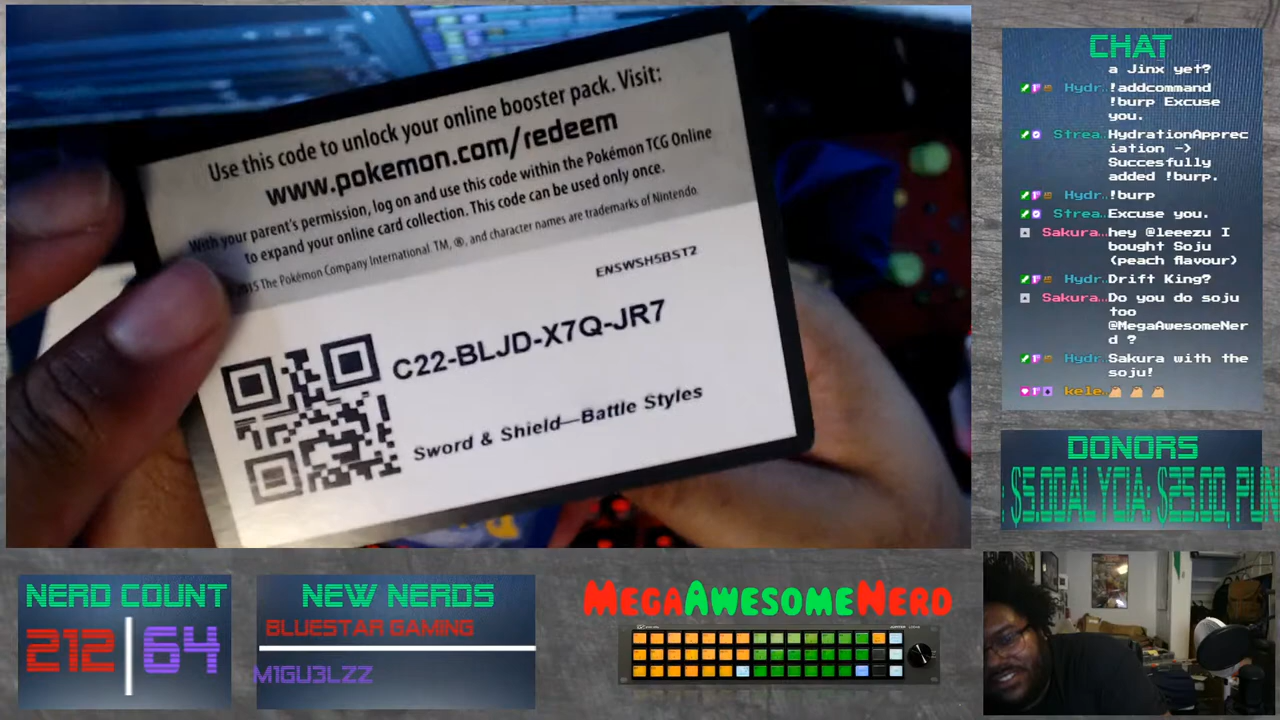 Use this code to unlock your online booster pack. Visit:
www.pokemon.com/redeem
With your parent's permission, log on and use this code within the Pokémon TCG Online
to expand your online card collection. This code can be used only once.
2015 The Pokémon Company International. TM, ®, and character names are trademarks of Nintendo.
ENSWSH5BST2
C22-BLJD-X7Q-JR7
Sword & Shield—Battle Styles
CHAT
a Jinx yet?
Hydr.. !addcommand
!burp Excuse
you.
Strea.. HydrationApprec
iation ->
Succesfully
added !burp.
Hydr.. !burp
Strea.. Excuse you.
Sakura.. hey @leeezu I
bought Soju
(peach flavour)
Hydr.. Drift King?
Sakura.. Do you do soju
too
@MegaAwesomeNer
d ?
Hydr.. Sakura with the
soju!
kele..
DONORS
: $5.00ALYCIA: $25.00, PUN
NERD COUNT
212|64
NEW NERDS
BLUESTAR GAMING
M1GU3LZZ
MEGAAWESOMENERD